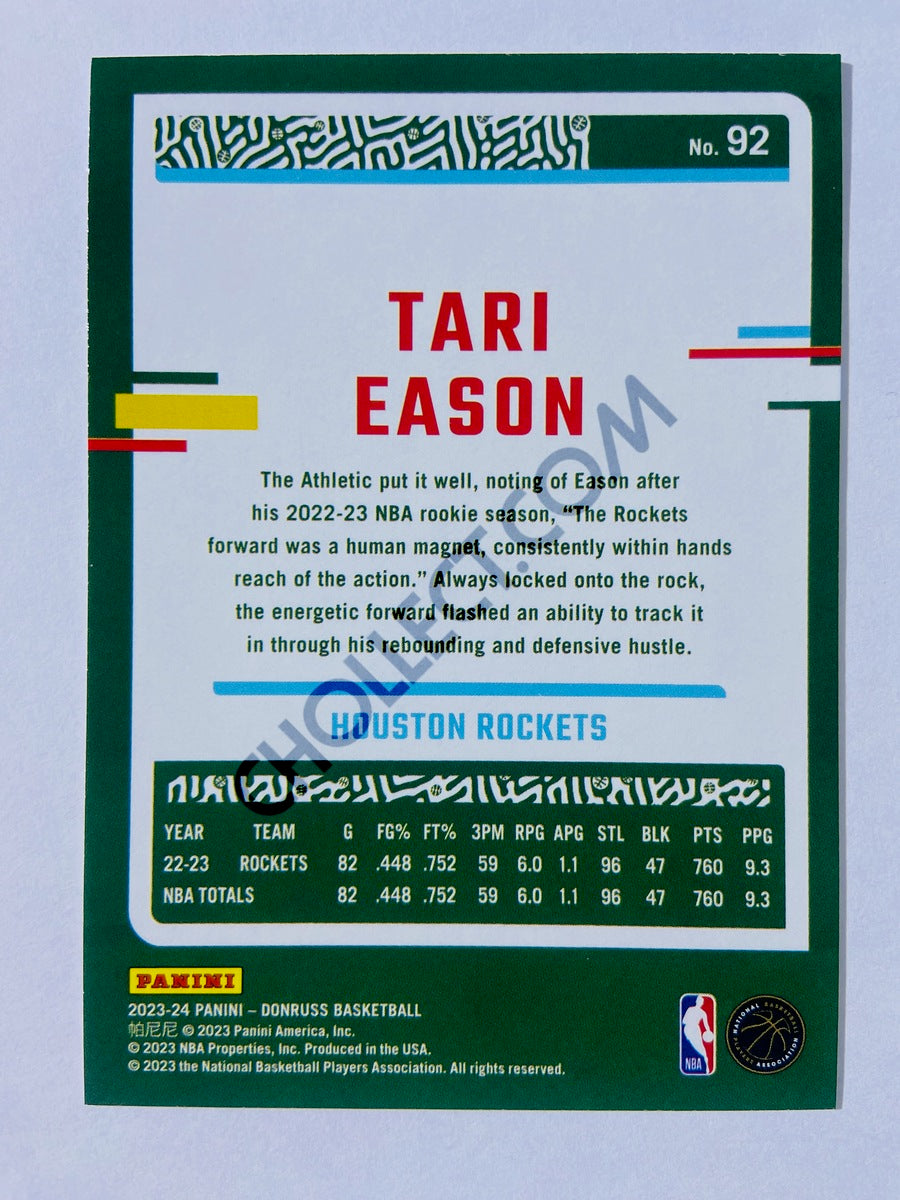 No. 92
TARI
EASON
The Athletic put it well, noting of Eason after
his 2022-23 NBA rookie season, “The Rockets
forward was a human magnet, consistently within hands
reach of the action.” Always locked onto the rock,
the energetic forward flashed an ability to track it
in through his rebounding and defensive hustle.
CHOLLECT.COM
HOUSTON ROCKETS
YEAR TEAM G FG% FT% 3PM RPG APG STL BLK PTS PPG
22-23 ROCKETS 82 .448 .752 59 6.0 1.1 96 47 760 9.3
NBA TOTALS 82 .448 .752 59 6.0 1.1 96 47 760 9.3
PANINI
2023-24 PANINI – DONRUSS BASKETBALL
帕尼尼 © 2023 Panini America, Inc.
© 2023 NBA Properties, Inc. Produced in the USA.
© 2023 the National Basketball Players Association. All rights reserved.
NBA
NATIONAL BASKETBALL PLAYERS ASSOCIATION